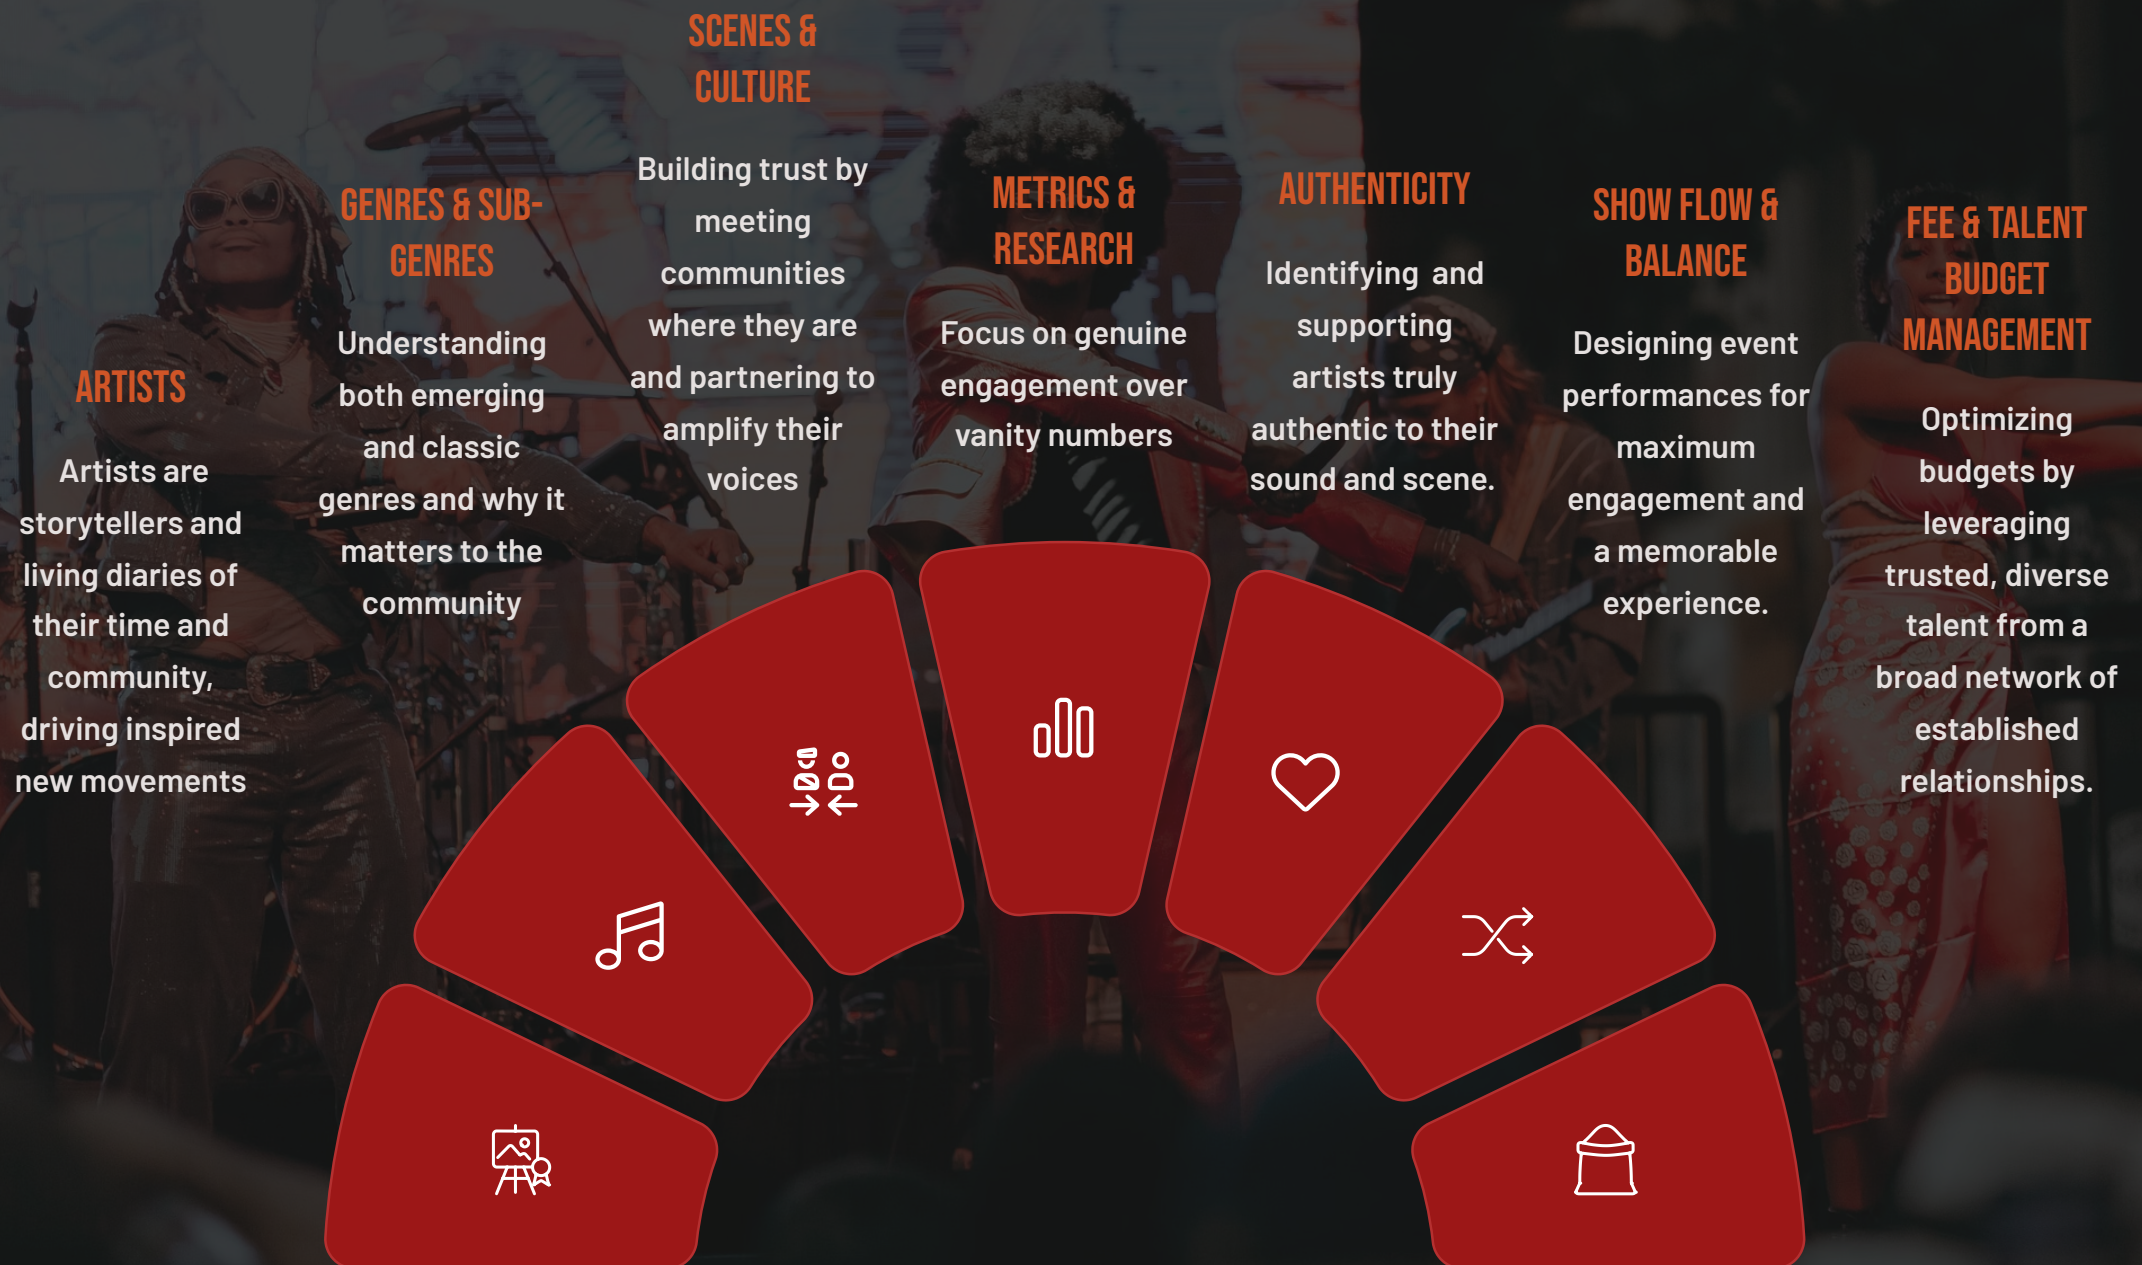 ARTISTS
Artists are
storytellers and
living diaries of
their time and
community,
driving inspired
new movements
GENRES & SUB-
GENRES
Understanding
both emerging
and classic
genres and why it
matters to the
community
SCENES &
CULTURE
Building trust by
meeting
communities
where they are
and partnering to
amplify their
voices
METRICS &
RESEARCH
Focus on genuine
engagement over
vanity numbers
AUTHENTICITY
Identifying  and
supporting
artists truly
authentic to their
sound and scene.
SHOW FLOW &
BALANCE
Designing event
performances for
maximum
engagement and
a memorable
experience.
FEE & TALENT
BUDGET
MANAGEMENT
Optimizing
budgets by
leveraging
trusted, diverse
talent from a
broad network of
established
relationships.